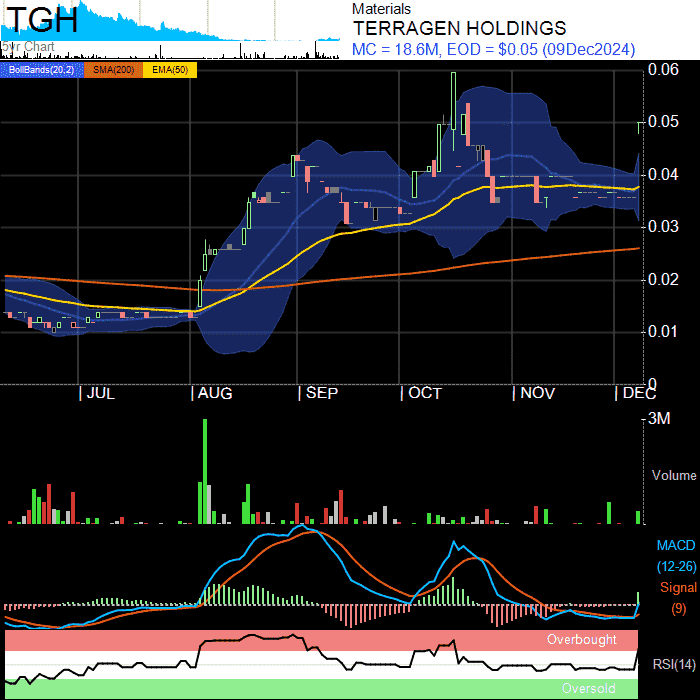 TGH
5yr Chart
Materials
TERRAGEN HOLDINGS
MC = 18.6M, EOD = $0.05 (09Dec2024)
BollBands(20,2) SMA(200) EMA(50)
0.06
0.05
0.04
0.03
0.02
0.01
0
JUL AUG SEP OCT NOV DEC
3M
Volume
MACD
(12-26)
Signal
(9)
Overbought
RSI(14)
Oversold